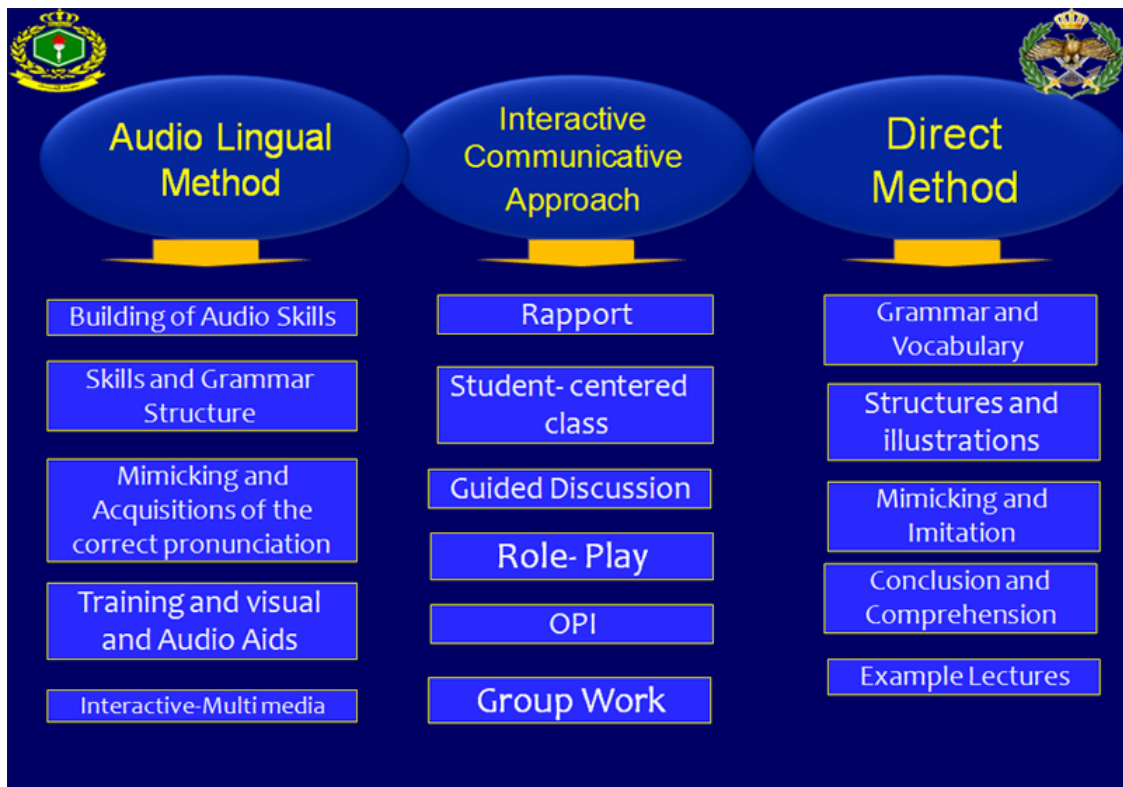 Audio Lingual
Method
Building of Audio Skills
Skills and Grammar
Structure
Mimicking and
Acquisitions of the
correct pronunciation
Training and visual
and Audio Aids
Interactive-Multi media
Interactive
Communicative
Approach
Rapport
Student- centered
class
Guided Discussion
Role- Play
OPI
Group Work
Direct
Method
Grammar and
Vocabulary
Structures and
illustrations
Mimicking and
Imitation
Conclusion and
Comprehension
Example Lectures